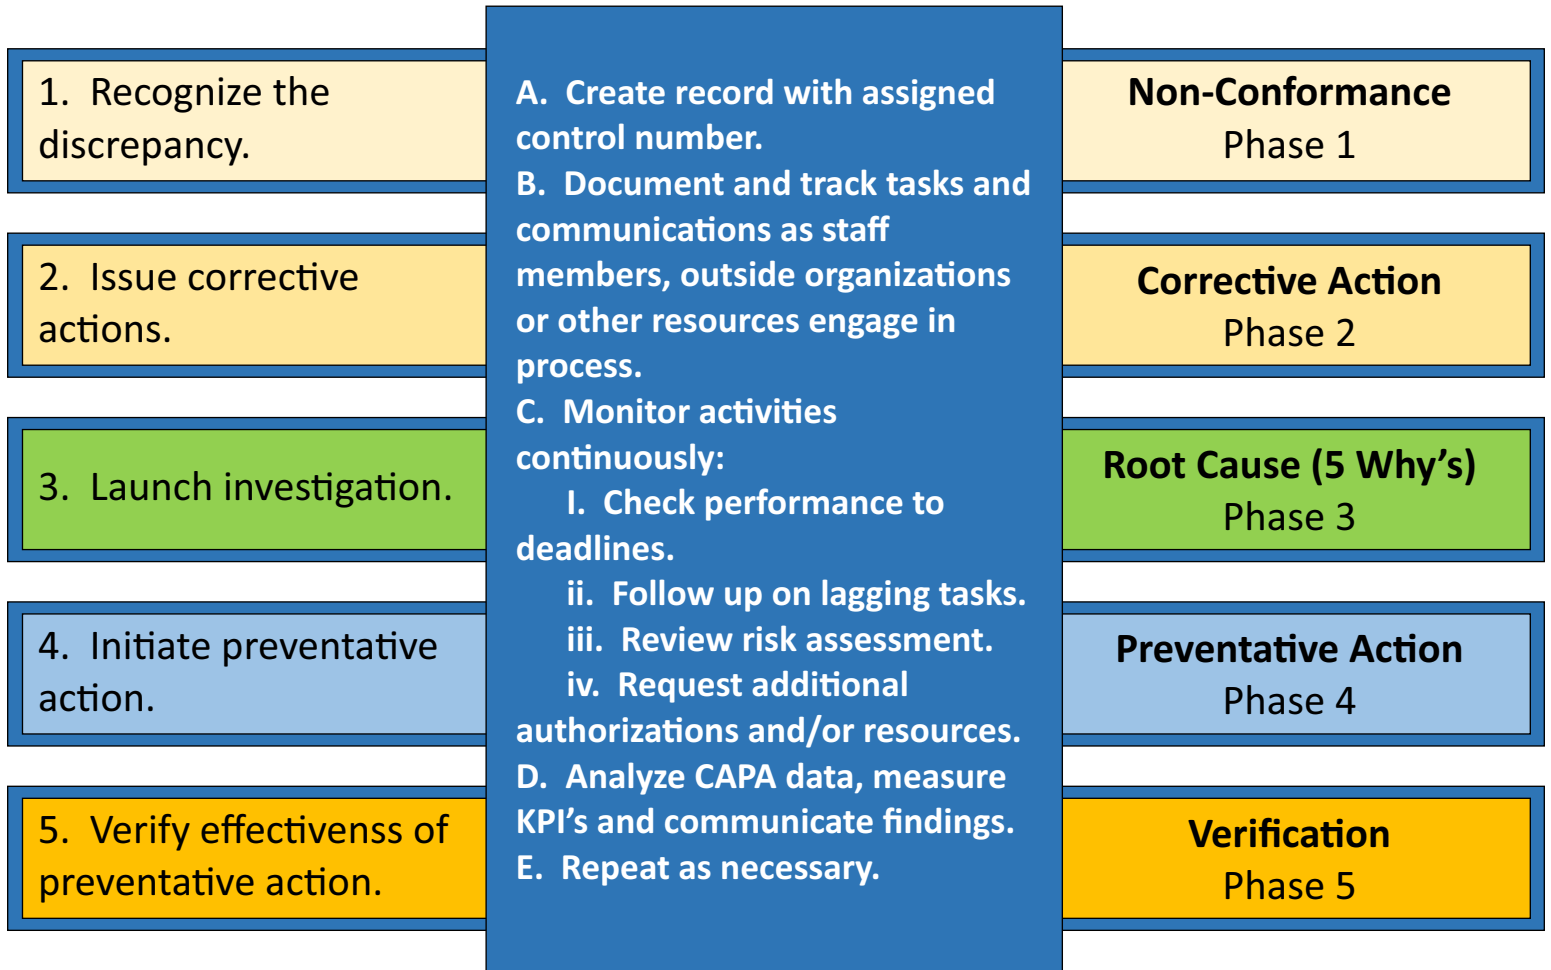 1. Recognize the
discrepancy.
2. Issue corrective
actions.
3. Launch investigation.
4. Initiate preventative
action.
5. Verify effectivenss of
preventative action.
A. Create record with assigned
control number.
B. Document and track tasks and
communications as staff
members, outside organizations
or other resources engage in
process.
C. Monitor activities
continuously:
I. Check performance to
deadlines.
ii. Follow up on lagging tasks.
iii. Review risk assessment.
iv. Request additional
authorizations and/or resources.
D. Analyze CAPA data, measure
KPI's and communicate findings.
E. Repeat as necessary.
Non-Conformance
Phase 1
Corrective Action
Phase 2
Root Cause (5 Why's)
Phase 3
Preventative Action
Phase 4
Verification
Phase 5